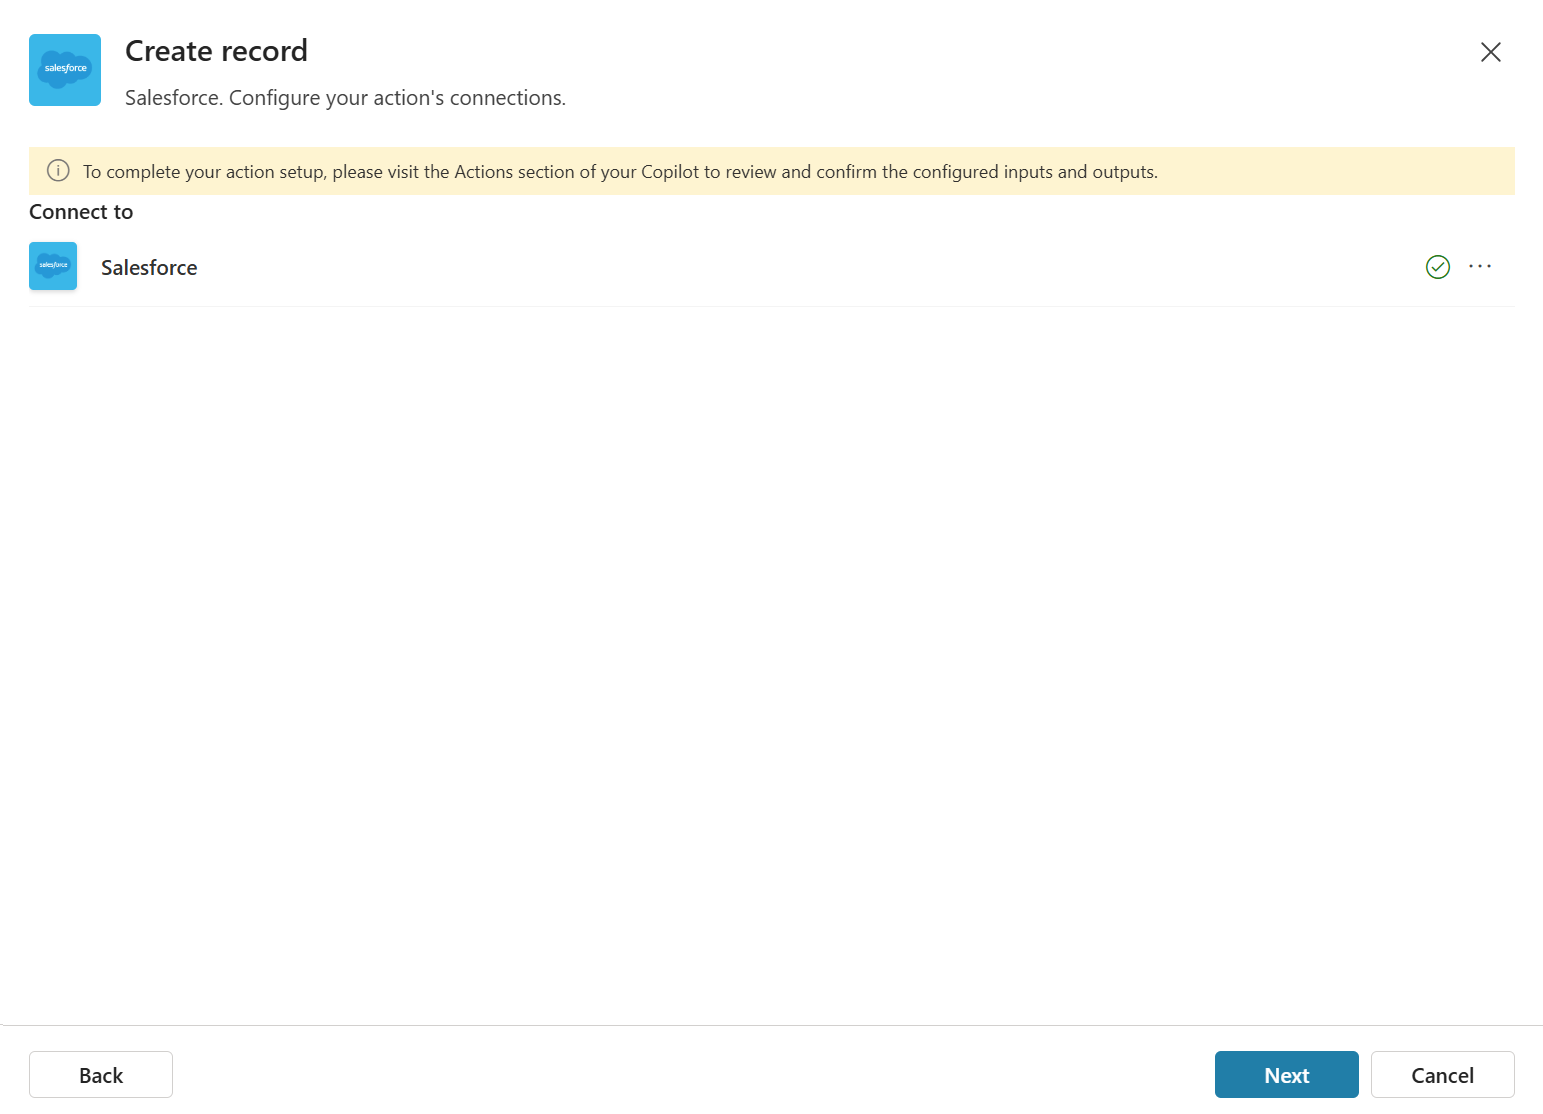 salesforce
Create record
Salesforce. Configure your action's connections.
To complete your action setup, please visit the Actions section of your Copilot to review and confirm the configured inputs and outputs.
Connect to
salesforce
Salesforce
Back
Next
Cancel